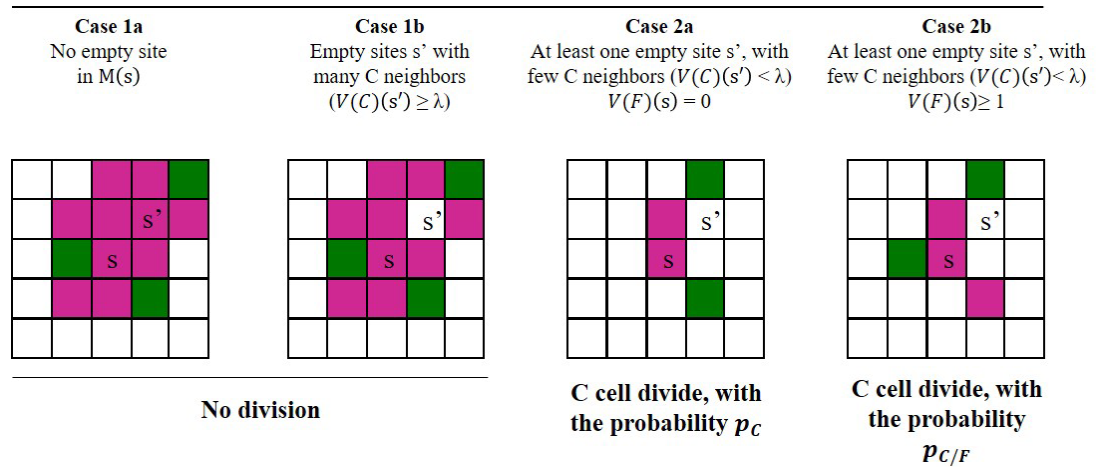 Case 1a
No empty site
in M(s)
Case 1b
Empty sites s’ with
many C neighbors
(V(C)(s′) ≥ λ)
Case 2a
At least one empty site s’, with
few C neighbors (V(C)(s′) < λ)
V(F)(s) = 0
Case 2b
At least one empty site s’, with
few C neighbors (V(C)(s′)< λ)
V(F)(s)≥ 1
s’
s
s’
s
s’
s
s’
s
No division
C cell divide, with
the probability p_C
C cell divide, with
the probability
p_{C/F}